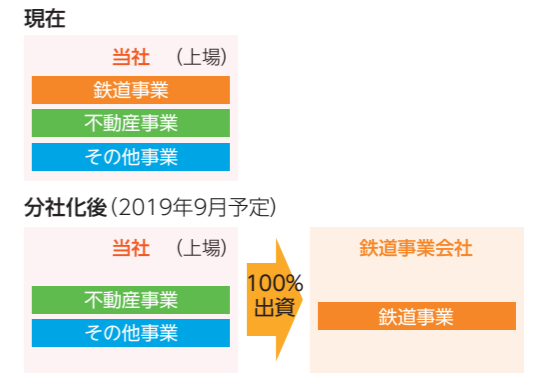 現在
当社 (上場)
鉄道事業
不動産事業
その他事業
分社化後(2019年9月予定)
当社 (上場)
不動産事業
その他事業
100%
出資
鉄道事業会社
鉄道事業